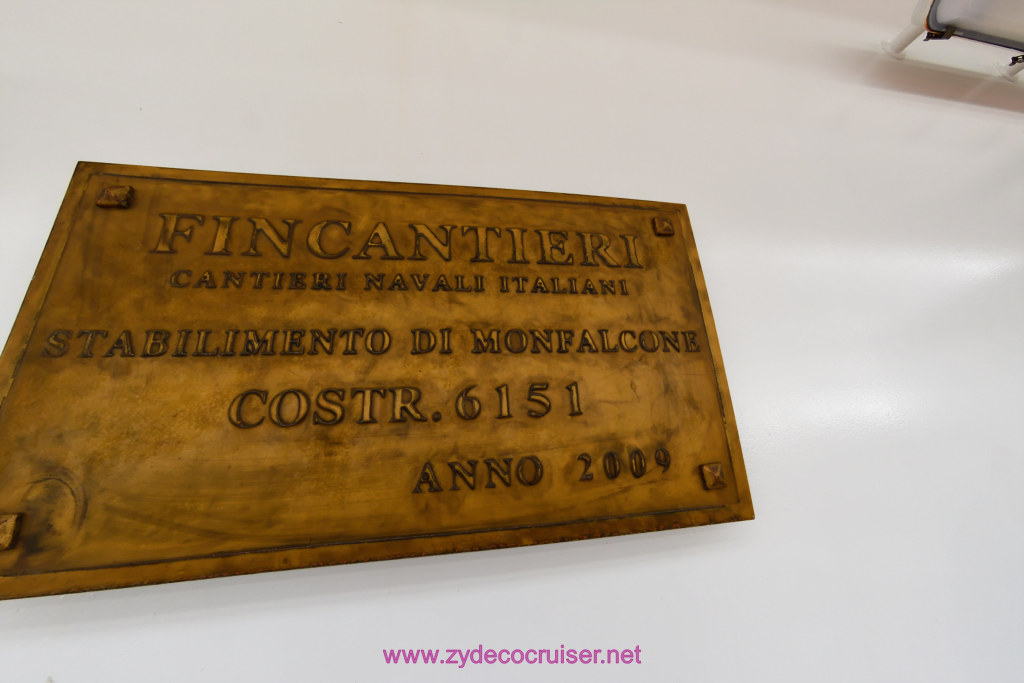 FINCANTIERI
CANTIERI NAVALI ITALIANI
STABILIMENTO DI MONFALCONE
COSTR. 6151
ANNO 2009
www.zydecocruiser.net